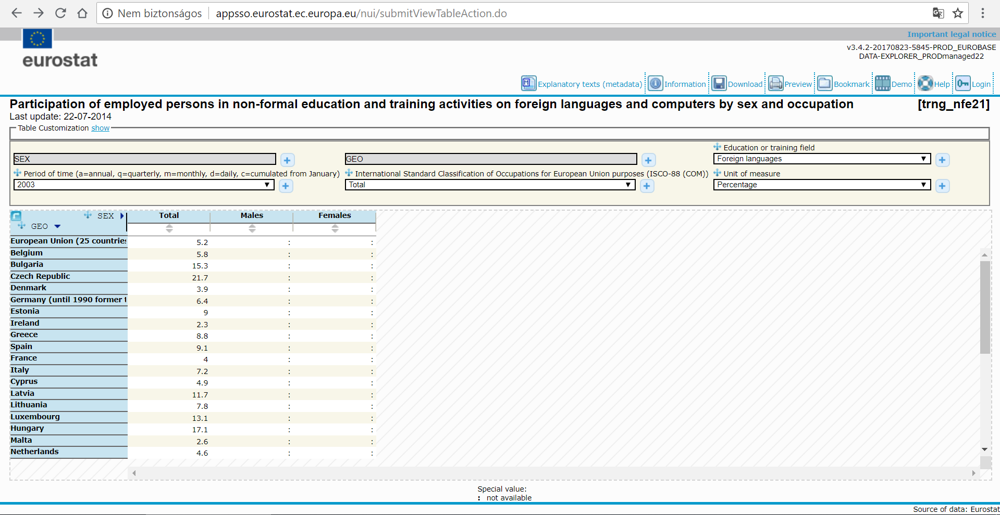 Nem biztonságos appsso.eurostat.ec.europa.eu/nui/submitViewTableAction.do
Important legal notice
eurostat
v3.4.2-20170823-5845-PROD_EUROBASE
DATA-EXPLORER_PRODmanaged22
Explanatory texts (metadata) Information Download Preview Bookmark Demo Help Login
Participation of employed persons in non-formal education and training activities on foreign languages and computers by sex and occupation [trng_nfe21]
Last update: 22-07-2014
Table Customization show
Education or training field
SEX GEO Foreign languages
Period of time (a=annual, q=quarterly, m=monthly, d=daily, c=cumulated from January) International Standard Classification of Occupations for European Union purposes (ISCO-88 (COM)) Unit of measure
2003 Total Percentage
SEX Total Males Females
GEO
European Union (25 countries 5.2 : :
Belgium 5.8 : :
Bulgaria 15.3 : :
Czech Republic 21.7 : :
Denmark 3.9 : :
Germany (until 1990 former t 6.4 : :
Estonia 9 : :
Ireland 2.3 : :
Greece 8.8 : :
Spain 9.1 : :
France 4 : :
Italy 7.2 : :
Cyprus 4.9 : :
Latvia 11.7 : :
Lithuania 7.8 : :
Luxembourg 13.1 : :
Hungary 17.1 : :
Malta 2.6 : :
Netherlands 4.6 : :
Special value:
: not available
Source of data: Eurostat